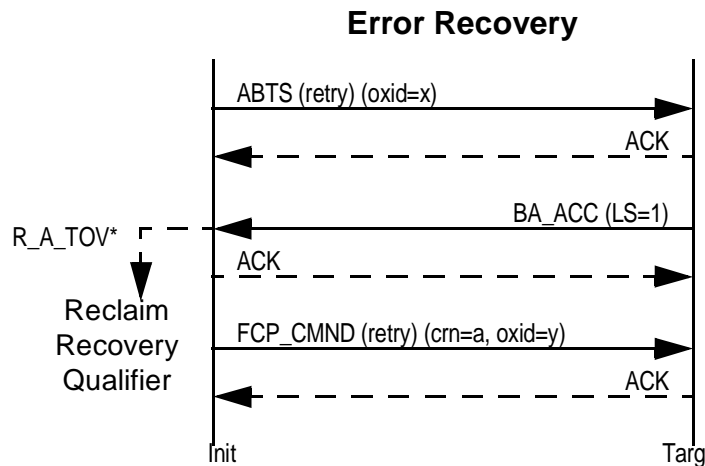 Error Recovery
ABTS (retry) (oxid=x)
ACK
BA_ACC (LS=1)
R_A_TOV*
ACK
Reclaim
Recovery
Qualifier
FCP_CMND (retry) (crn=a, oxid=y)
ACK
Init
Targ